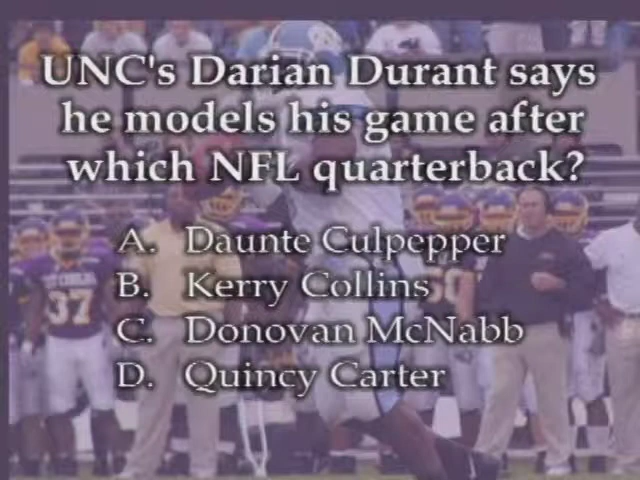 UNC's Darian Durant says
he models his game after
which NFL quarterback?
A. Daunte Culpepper
B. Kerry Collins
C. Donovan McNabb
D. Quincy Carter
37